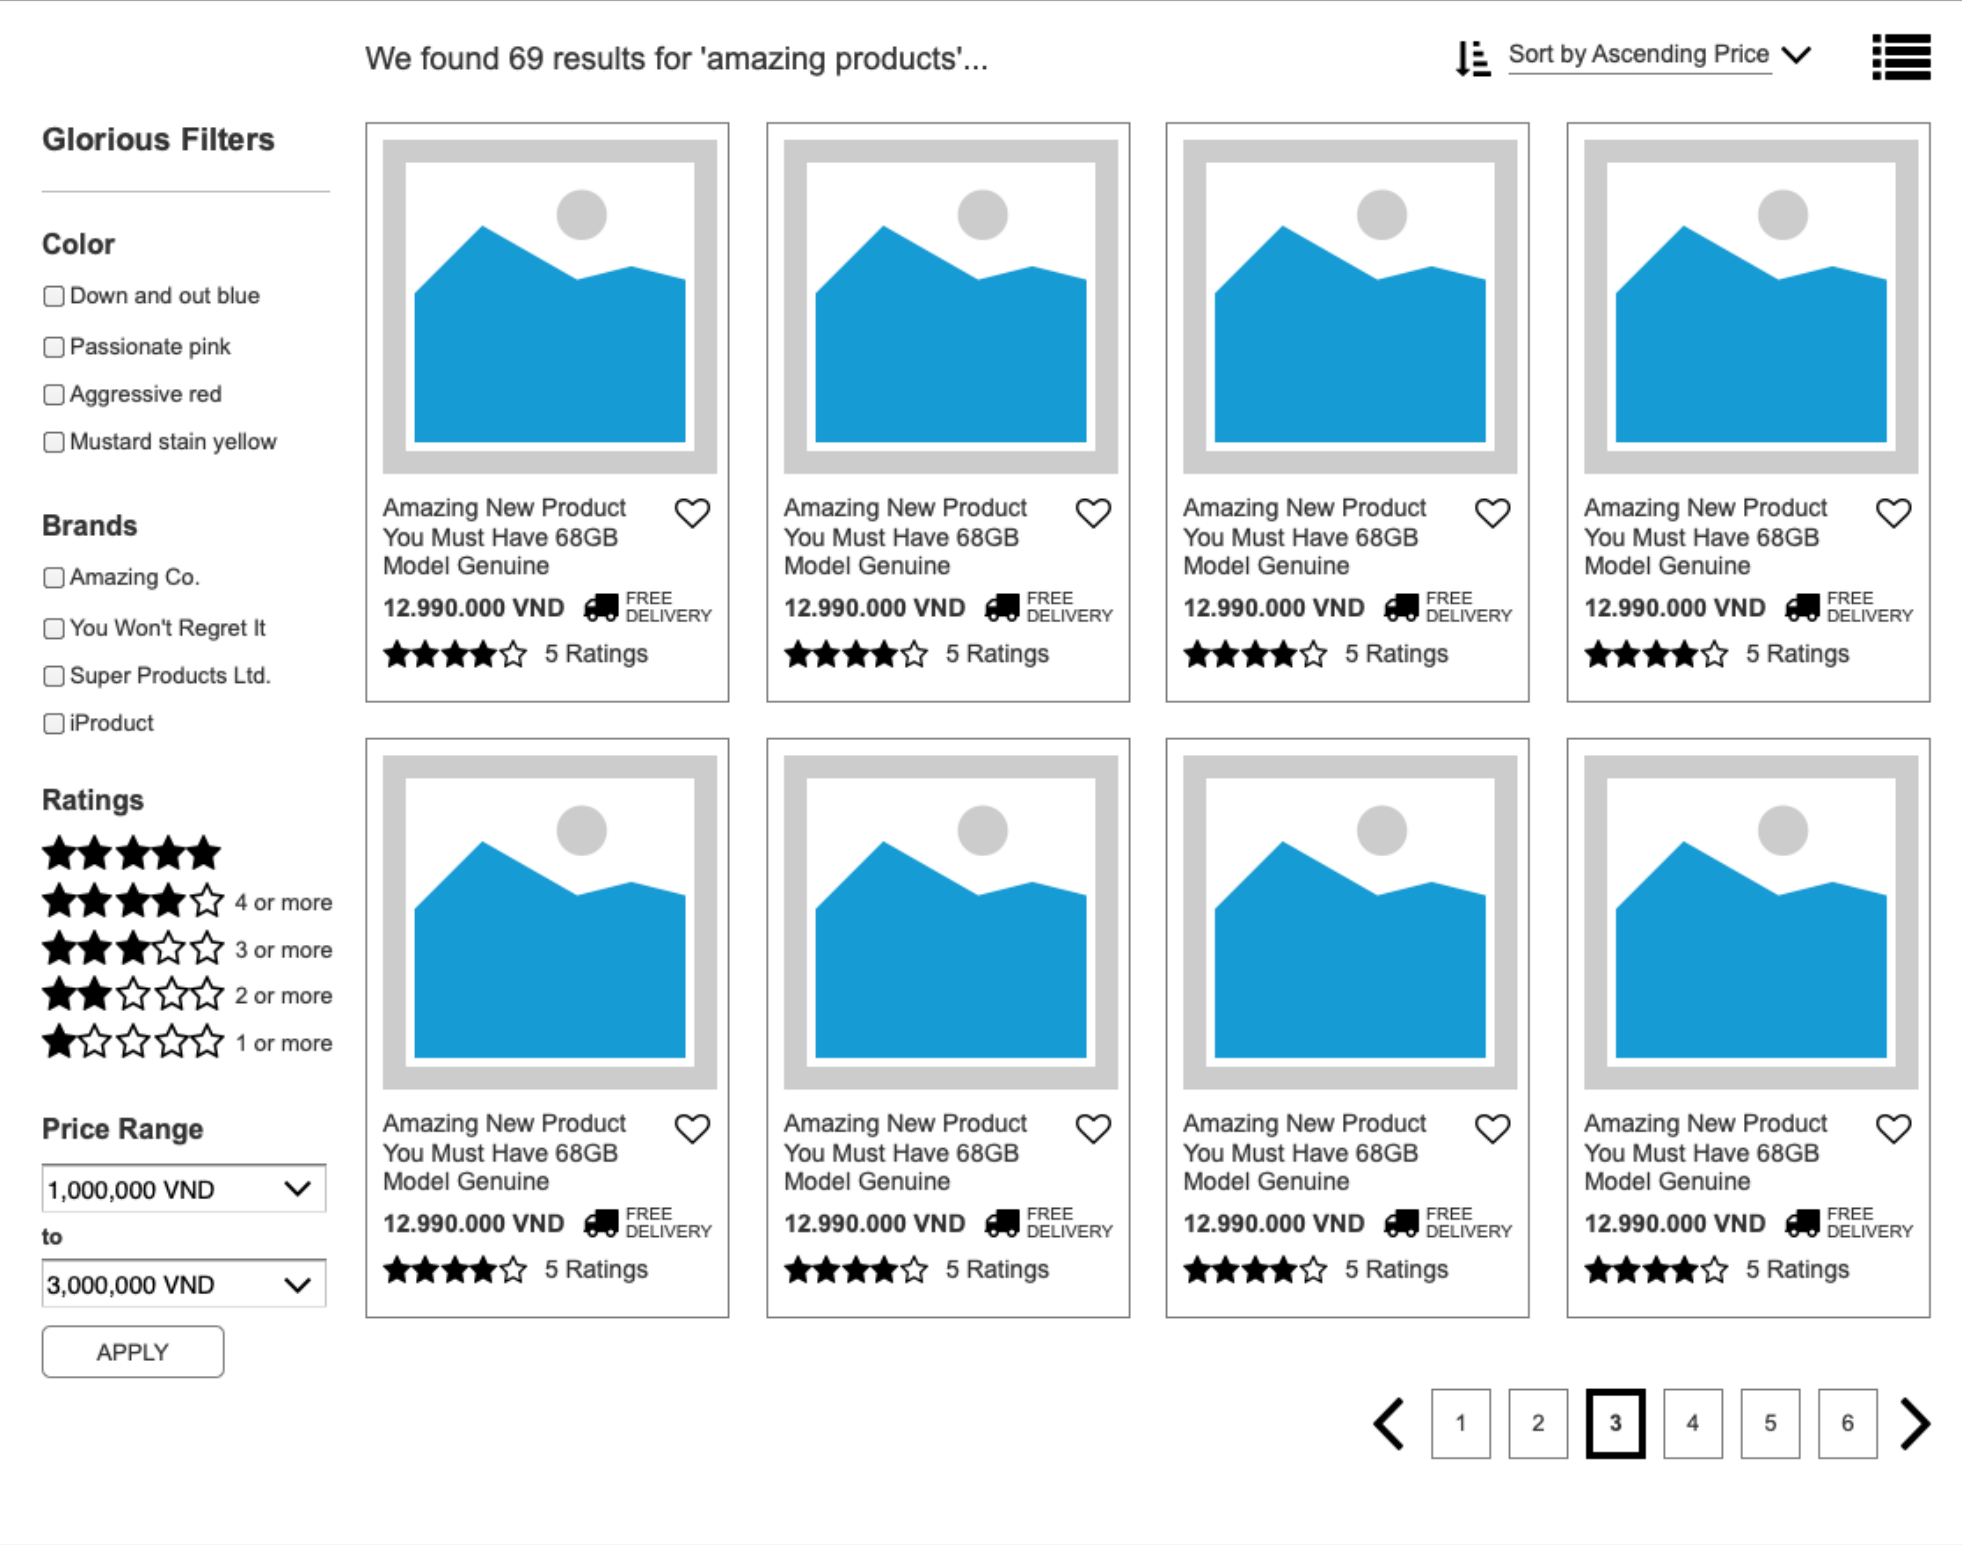 We found 69 results for 'amazing products'...
Sort by Ascending Price
Glorious Filters
Color
Down and out blue
Passionate pink
Aggressive red
Mustard stain yellow
Brands
Amazing Co.
You Won't Regret It
Super Products Ltd.
iProduct
Ratings
4 or more
3 or more
2 or more
1 or more
Price Range
1,000,000 VND
to
3,000,000 VND
APPLY
Amazing New Product
You Must Have 68GB
Model Genuine
12.990.000 VND
FREE
DELIVERY
5 Ratings
Amazing New Product
You Must Have 68GB
Model Genuine
12.990.000 VND
FREE
DELIVERY
5 Ratings
Amazing New Product
You Must Have 68GB
Model Genuine
12.990.000 VND
FREE
DELIVERY
5 Ratings
Amazing New Product
You Must Have 68GB
Model Genuine
12.990.000 VND
FREE
DELIVERY
5 Ratings
Amazing New Product
You Must Have 68GB
Model Genuine
12.990.000 VND
FREE
DELIVERY
5 Ratings
Amazing New Product
You Must Have 68GB
Model Genuine
12.990.000 VND
FREE
DELIVERY
5 Ratings
Amazing New Product
You Must Have 68GB
Model Genuine
12.990.000 VND
FREE
DELIVERY
5 Ratings
Amazing New Product
You Must Have 68GB
Model Genuine
12.990.000 VND
FREE
DELIVERY
5 Ratings
1 2 3 4 5 6